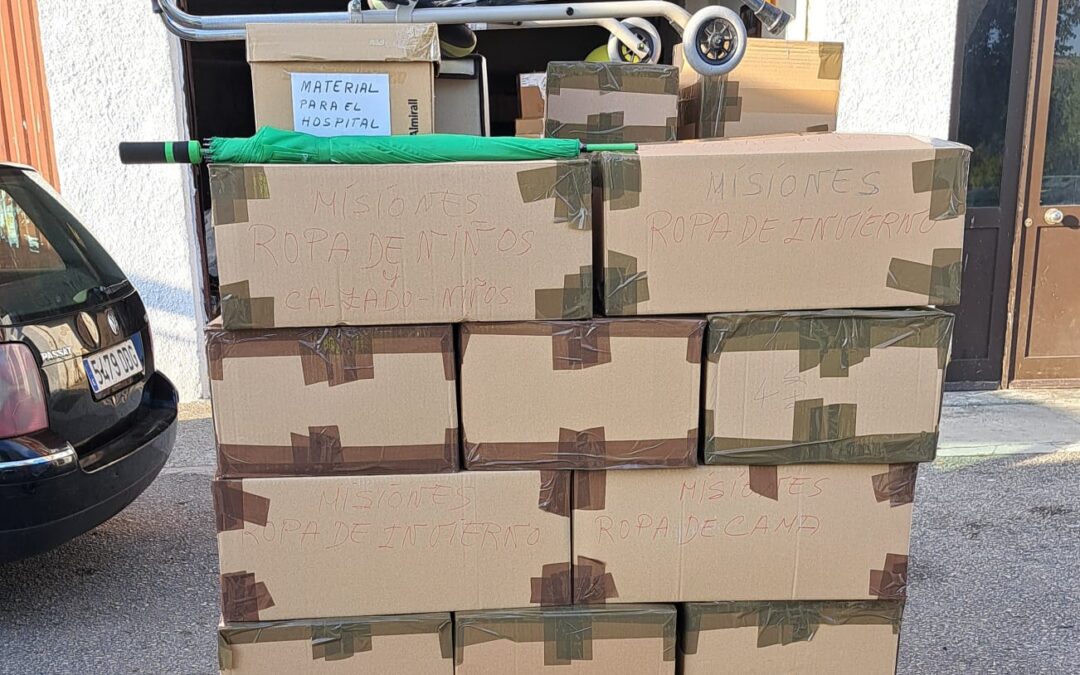 MATERIAL
PARA EL
HOSPITAL
Almirall
MISIONES
ROPA DE NIÑOS
Y
CALZADO-NIÑOS
MISIONES
ROPA DE INVIERNO
PASSAT
MISIONES
ROPA DE INVIERNO
MISIONES
ROPA DE CAMA